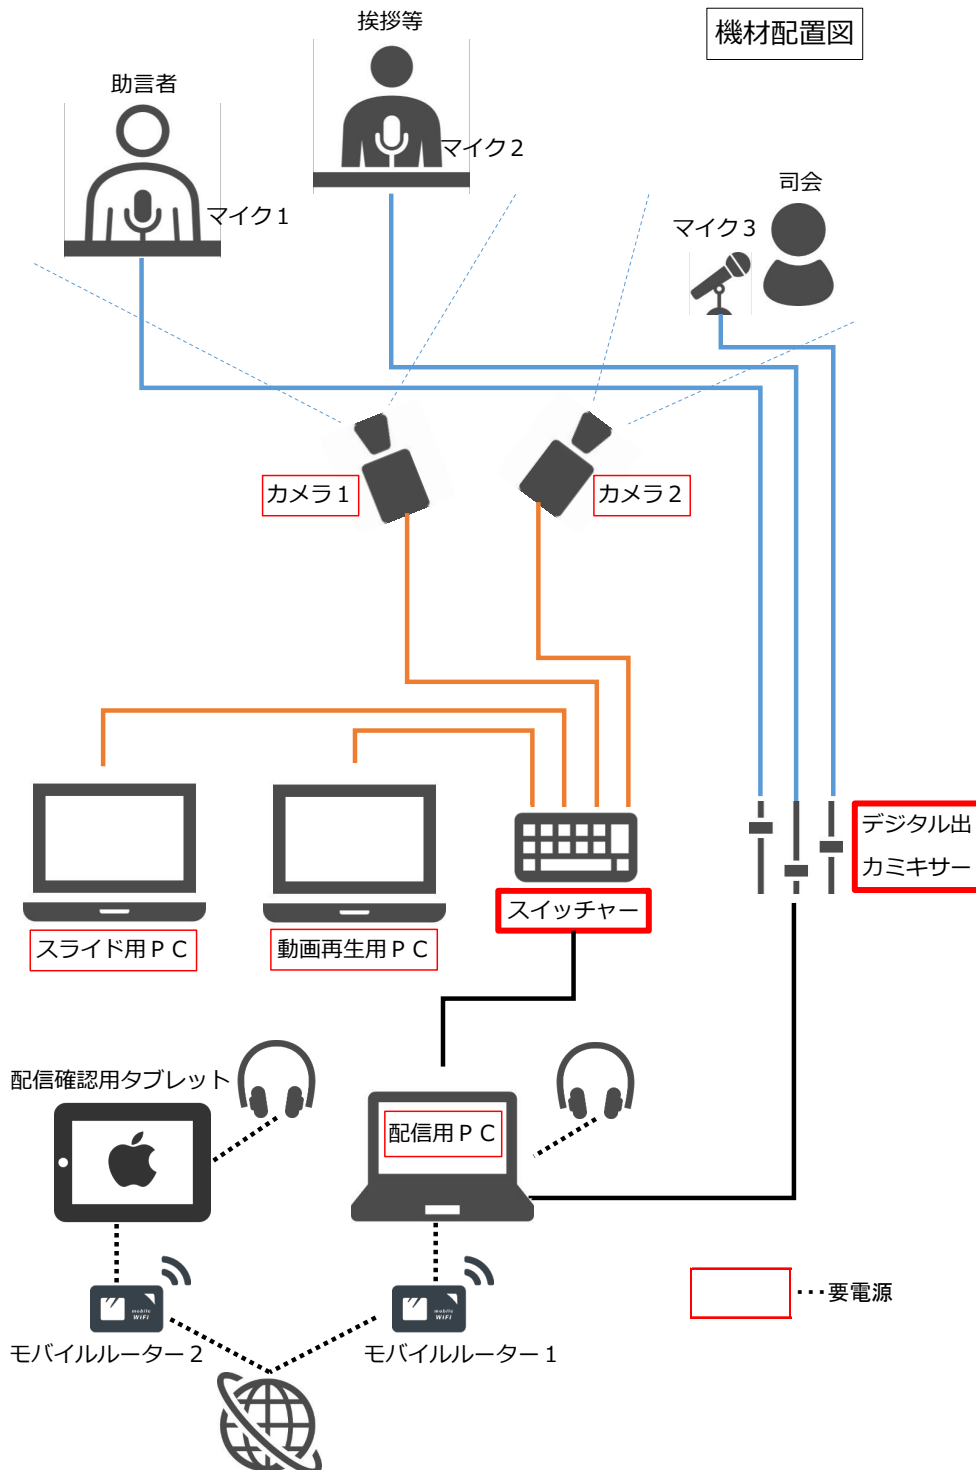 機材配置図
挨拶等
助言者
マイク２
司会
マイク１
マイク３
カメラ１
カメラ２
デジタル出
力ミキサー
スイッチャー
スライド用ＰＣ
動画再生用ＰＣ
配信確認用タブレット
配信用ＰＣ
mobile
WiFi
mobile
WiFi
･･･要電源
モバイルルーター２
モバイルルーター１